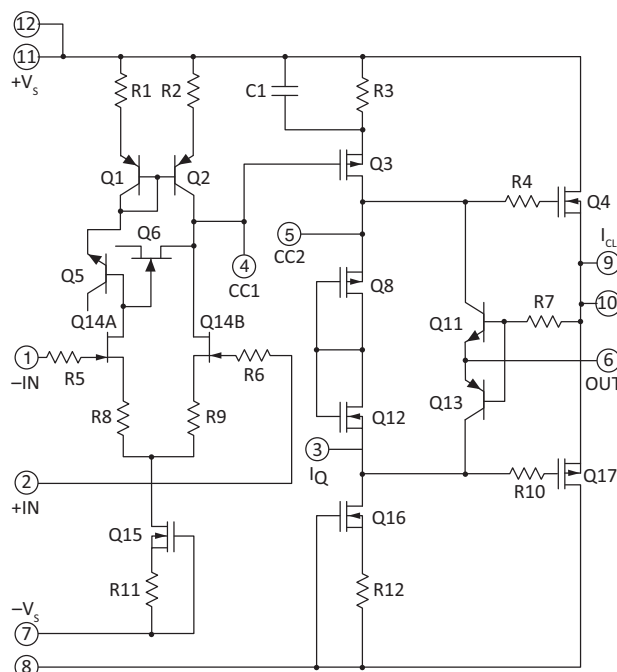 12
11
+Vs
R1
R2
C1
R3
Q1
Q2
Q3
R4
Q4
Q6
4
CC1
5
CC2
ICL
9
Q5
Q8
10
Q14A
Q14B
Q11
R7
1
–IN
R5
R6
6
OUT
R8
R9
Q12
Q13
3
IQ
2
+IN
R10
Q17
Q15
Q16
R11
R12
–Vs
7
8